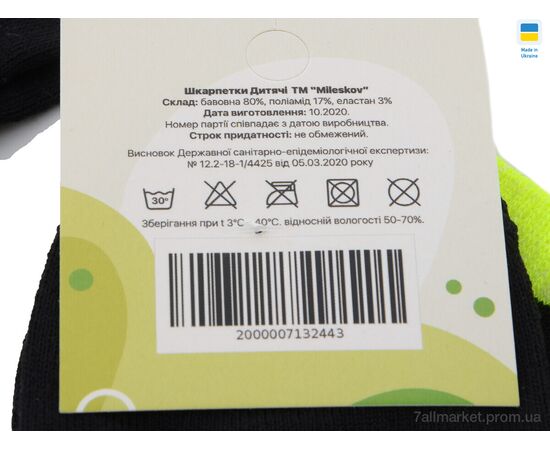 Made in
Ukraine
Шкарпетки Дитячі ТМ "Mileskov"
Склад: бавовна 80%, поліамід 17%, еластан 3%
Дата виготовлення: 10.2020.
Номер партії співпадає з датою виробництва.
Строк придатності: не обмежений.
Висновок Державної санітарно-епідеміологічної експертизи:
№ 12.2-18-1/4425 від 05.03.2020 року
30°
Зберігання при t 3°C - 40°C. відносній вологості 50-70%.
2000007132443
https://7allmarket.prom.ua